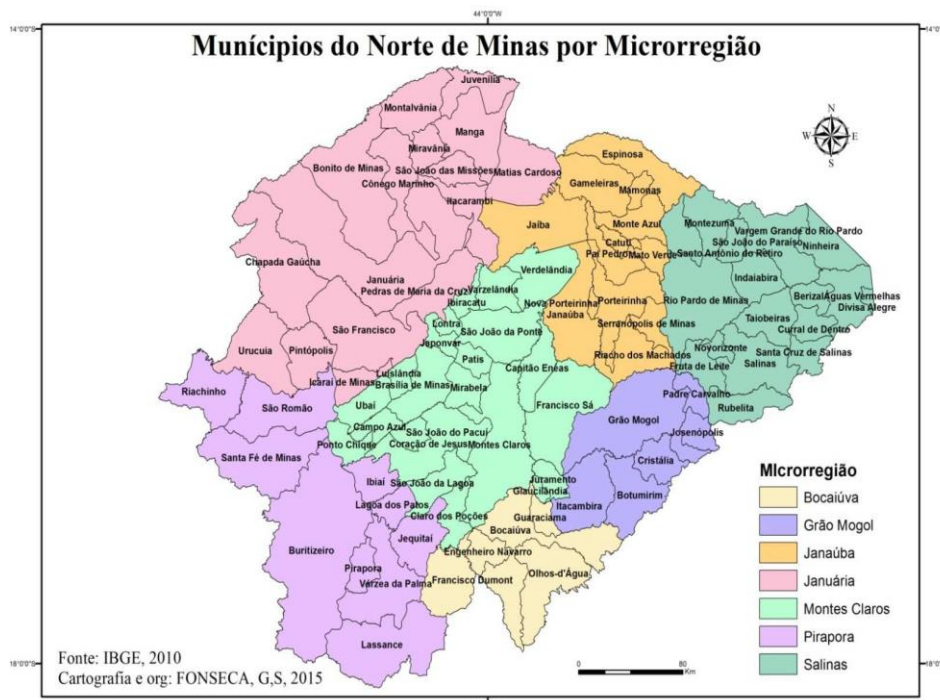 44°0'0"W
14°0'0"S
14°0
Munícipios do Norte de Minas por Microrregião
N
W E
S
Juvenília
Montalvânia
Manga
Miravânia
Bonito de Minas
São João das Missões
Matias Cardoso
Cônego Marinho
Itacarambi
Espinosa
Gameleiras
Mamonas
Jaiba
Monte Azul
Catuti
Pai Pedro
Mato Verde
Montezuma
Vargem Grande do Rio Pardo
São João do Paraíso
Ninheira
Santo Antônio do Retiro
Chapada Gaúcha
Januária
Pedras de Maria da Cruz
Verdelândia
Varzelândia
Ibiracatu
Nova Porteirinha
Janaúba
Porteirinha
Rio Pardo de Minas
Indaiabira
Berizal
Águas Vermelhas
Divisa Alegre
Taiobeiras
Curral de Dentro
São Francisco
Lontra
São João da Ponte
Japonvar
Serranópolis de Minas
Urucuia
Pintópolis
Patis
Capitão Enéas
Riacho dos Machados
Novorizonte
Fruta de Leite
Salinas
Santa Cruz de Salinas
Riachinho
Icaraí de Minas
Luislândia
Brasília de Minas
Mirabela
Padre Carvalho
Rubelita
São Romão
Ubaí
Francisco Sá
Grão Mogol
Josenópolis
Campo Azul
São João do Pacuí
Ponto Chique
Coração de Jesus
Montes Claros
Santa Fé de Minas
Cristália
Ibiaí
São João da Lagoa
Juramento
Glaucilândia
Botumirim
Itacambira
Lagoa dos Patos
Claro dos Poções
Guaraciama
Bocaiúva
Jequitaí
Buritizeiro
Engenheiro Navarro
Pirapora
Várzea da Palma
Francisco Dumont
Olhos-d'Água
Lassance
MIcrorregião
Bocaiúva
Grão Mogol
Janaúba
Januária
Montes Claros
Pirapora
Salinas
Fonte: IBGE, 2010
Cartografia e org: FONSECA, G,S, 2015
0 80
Km
18°0'0"S
18°0